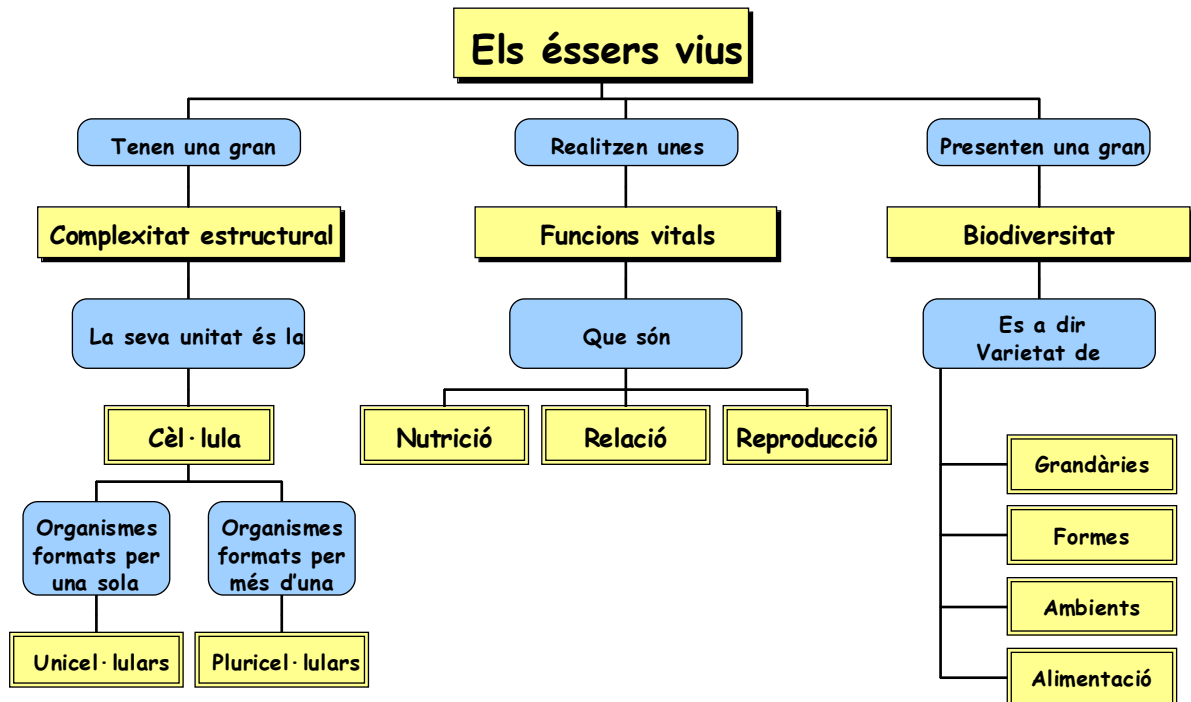 Els éssers vius
Tenen una gran
Realitzen unes
Presenten una gran
Complexitat estructural
Funcions vitals
Biodiversitat
La seva unitat és la
Que són
Es a dir
Varietat de
Cèl·lula
Nutrició
Relació
Reproducció
Grandàries
Formes
Ambients
Alimentació
Organismes
formats per
una sola
Organismes
formats per
més d'una
Unicel·lulars
Pluricel·lulars